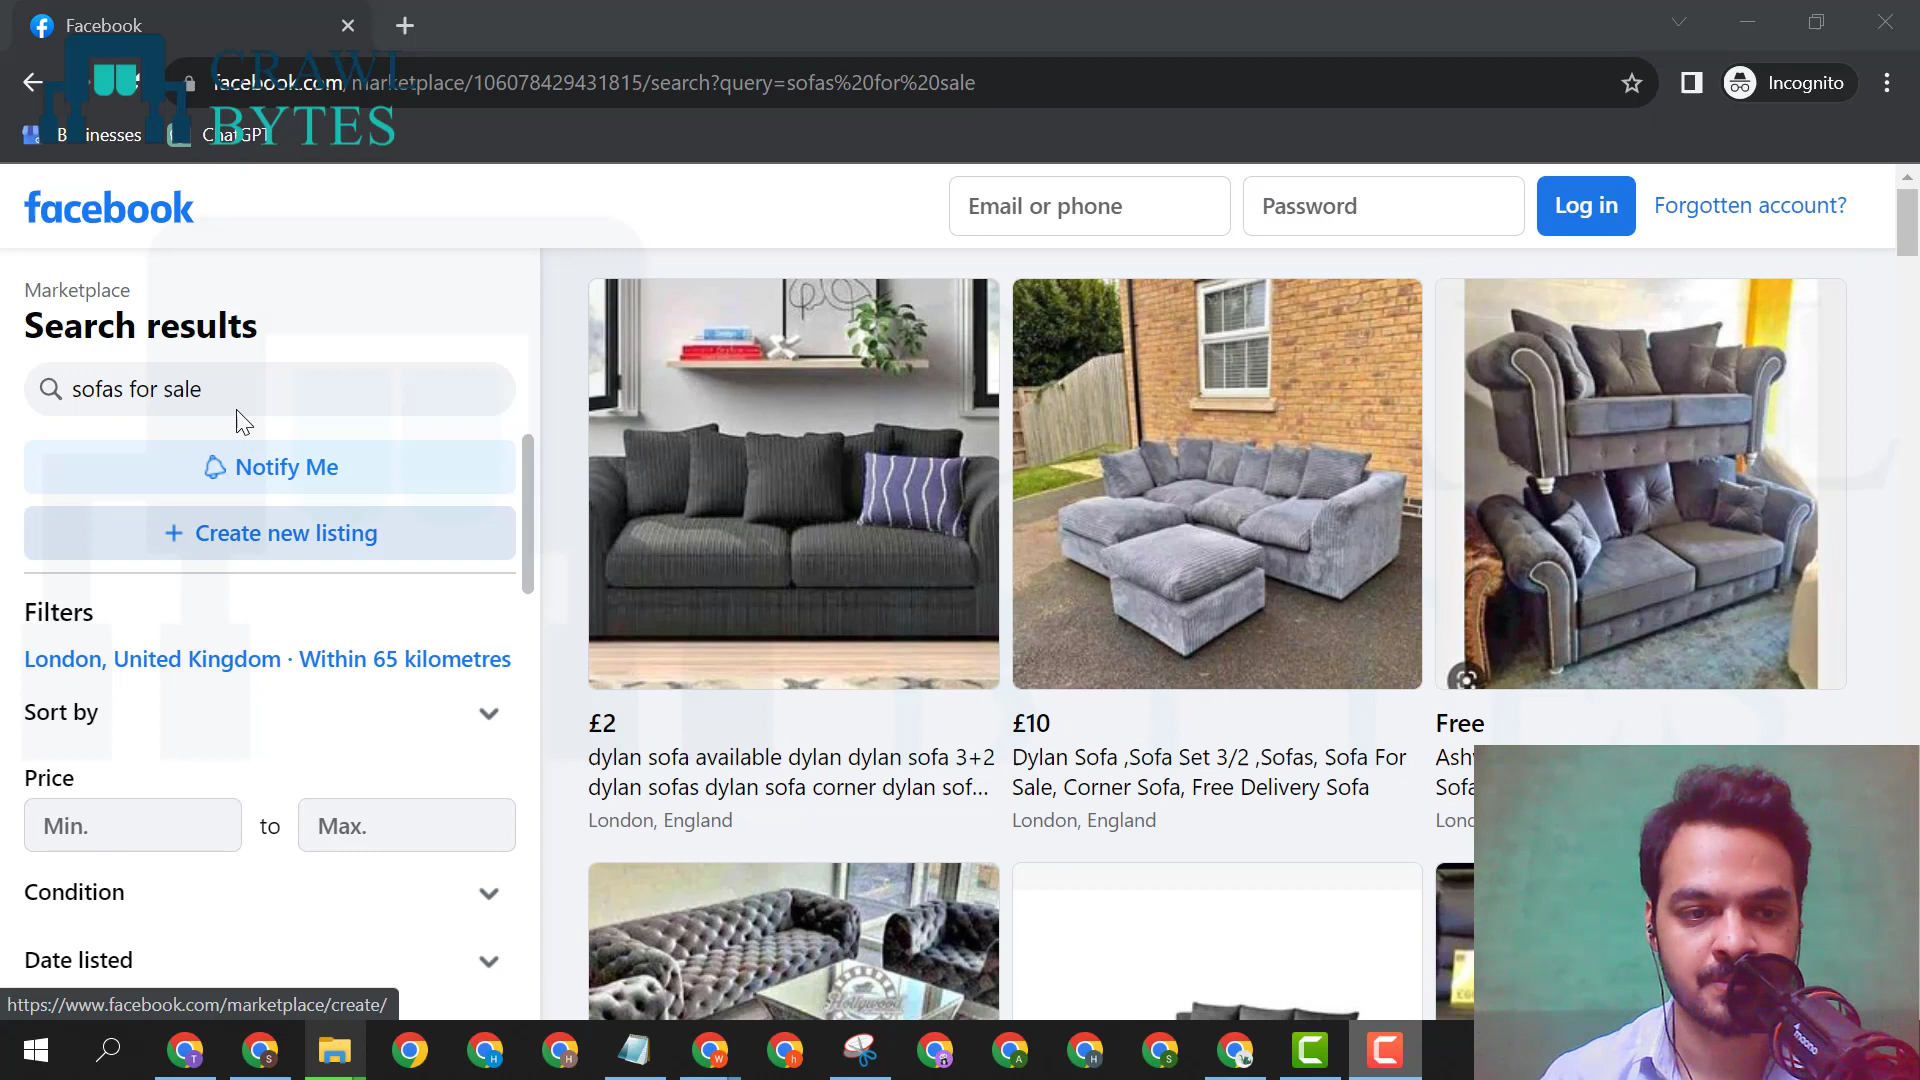 Facebook
CRAWL
BYTES
facebook.com/marketplace/106078429431815/search?query=sofas%20for%20sale
Incognito
Businesses
ChatGPT
facebook
Email or phone
Password
Log in
Forgotten account?
Marketplace
Search results
sofas for sale
Notify Me
+ Create new listing
Filters
London, United Kingdom · Within 65 kilometres
Sort by
Price
Min.
to
Max.
Condition
Date listed
https://www.facebook.com/marketplace/create/
£2
dylan sofa available dylan dylan sofa 3+2
dylan sofas dylan sofa corner dylan sof...
London, England
£10
Dylan Sofa ,Sofa Set 3/2 ,Sofas, Sofa For
Sale, Corner Sofa, Free Delivery Sofa
London, England
Free
Hollywood